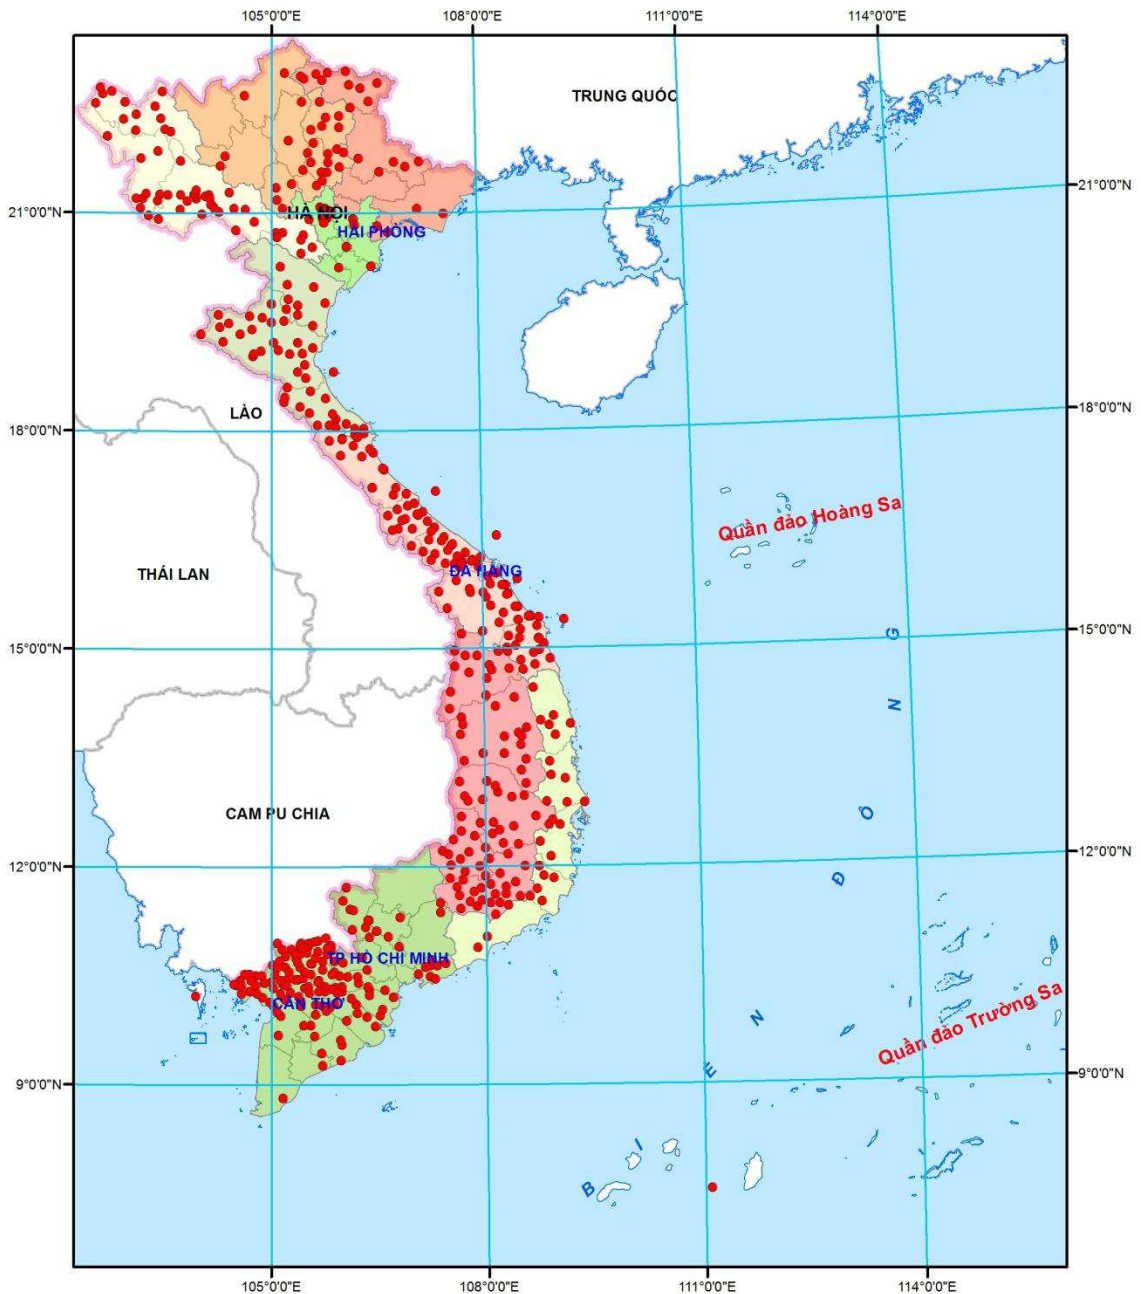 105°0'0"E 108°0'0"E 111°0'0"E 114°0'0"E
TRUNG QUỐC
21°0'0"N 21°0'0"N
HÀ NỘI
HẢI PHÒNG
LÀO
18°0'0"N 18°0'0"N
Quần đảo Hoàng Sa
THÁI LAN
ĐÀ NẴNG
15°0'0"N 15°0'0"N
CAM PU CHIA
12°0'0"N 12°0'0"N
TP HỒ CHÍ MINH
CẦN THƠ
Quần đảo Trường Sa
9°0'0"N 9°0'0"N
B I E N Đ Ô N G
105°0'0"E 108°0'0"E 111°0'0"E 114°0'0"E